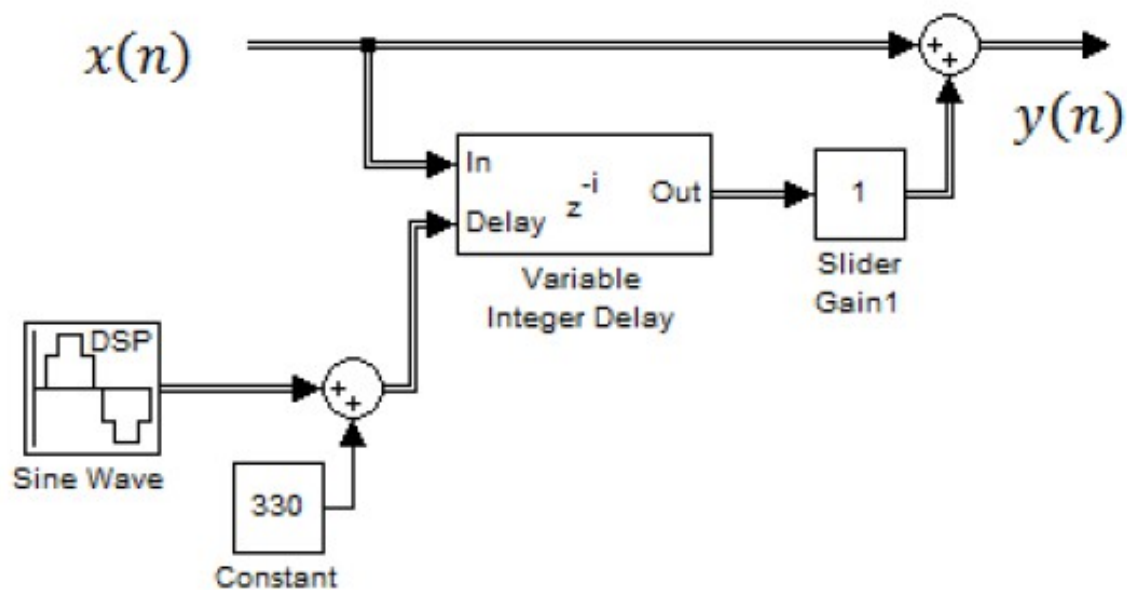 x(n)
+
+
y(n)
In
Delay
z^-i
Out
Variable
Integer Delay
1
Slider
Gain1
DSP
Sine Wave
+
+
330
Constant